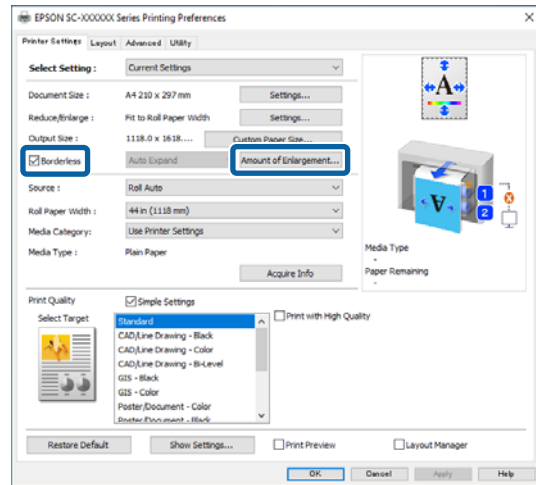 EPSON SC-XXXXXX Series Printing Preferences
Printer Settings Layout Advanced Utility
Select Setting : Current Settings
Document Size : A4 210 x 297 mm Settings...
Reduce/Enlarge : Fit to Roll Paper Width Settings...
Output Size : 1118.0 x 1618.... Custom Paper Size...
Borderless Auto Expand Amount of Enlargement...
Source : Roll Auto
Roll Paper Width : 44 in (1118 mm)
Media Category: Use Printer Settings
Media Type : Plain Paper
Acquire Info
A
A
1
2
Media Type
-
Paper Remaining
-
Print Quality Simple Settings
Select Target
Standard
CAD/Line Drawing - Black
CAD/Line Drawing - Color
CAD/Line Drawing - Bi-Level
GIS - Black
GIS - Color
Poster/Document - Color
Poster/Document - Black
Print with High Quality
Restore Default Show Settings... Print Preview Layout Manager
OK Cancel Apply Help